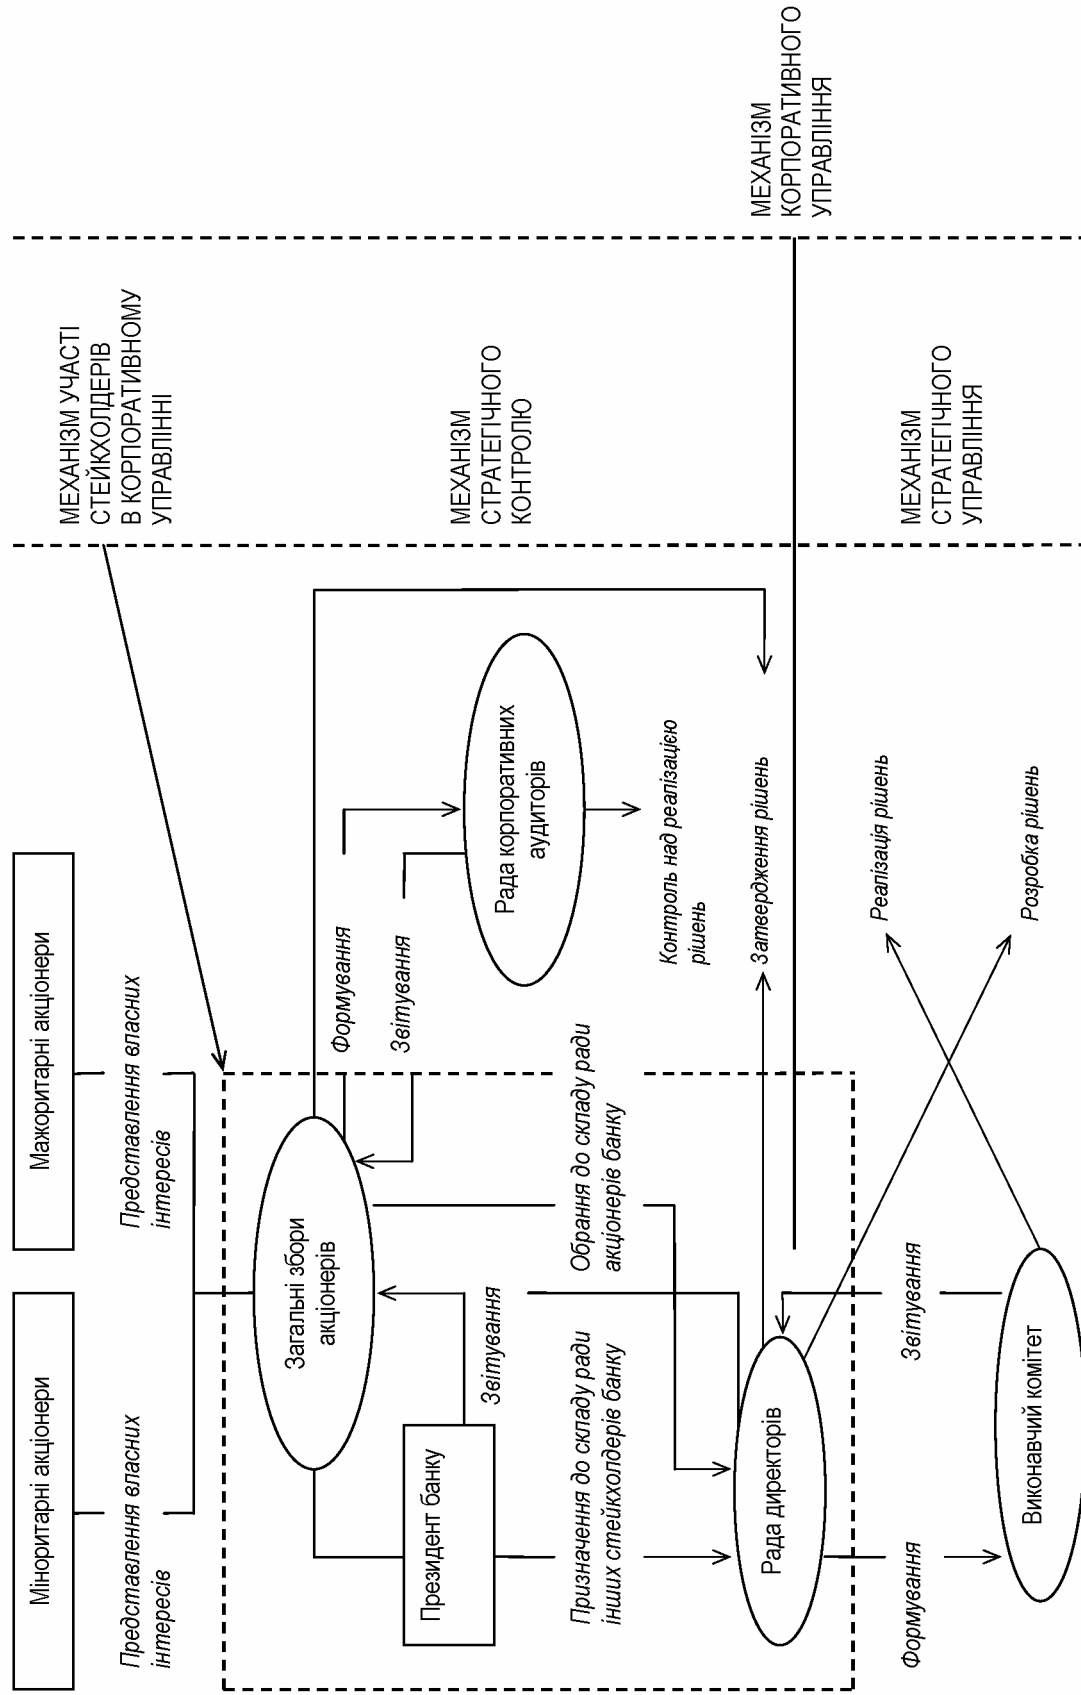 Міноритарні акціонери
Мажоритарні акціонери
МЕХАНІЗМ УЧАСТІ
СТЕЙКХОЛДЕРІВ
В КОРПОРАТИВНОМУ
УПРАВЛІННІ
Представлення власних
інтересів
Представлення власних
інтересів
Загальні збори
акціонерів
Формування
Звітування
Президент банку
Звітування
Рада корпоративних
аудиторів
МЕХАНІЗМ
СТРАТЕГІЧНОГО
КОНТРОЛЮ
Призначення до складу ради
інших стейкхолдерів банку
Обрання до складу ради
акціонерів банку
Контроль над реалізацією
рішень
Рада директорів
Затвердження рішень
МЕХАНІЗМ
КОРПОРАТИВНОГО
УПРАВЛІННЯ
Формування
Звітування
Реалізація рішень
МЕХАНІЗМ
СТРАТЕГІЧНОГО
УПРАВЛІННЯ
Виконавчий комітет
Розробка рішень